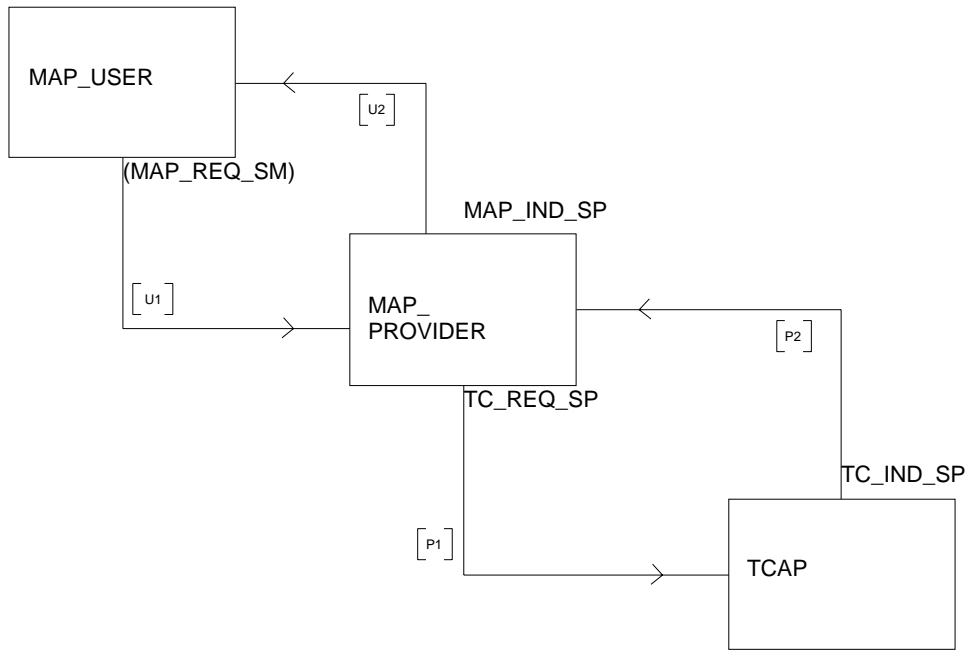 MAP_USER
[U2]
(MAP_REQ_SM)
MAP_IND_SP
[U1]
MAP_
PROVIDER
[P2]
TC_REQ_SP
TC_IND_SP
[P1]
TCAP